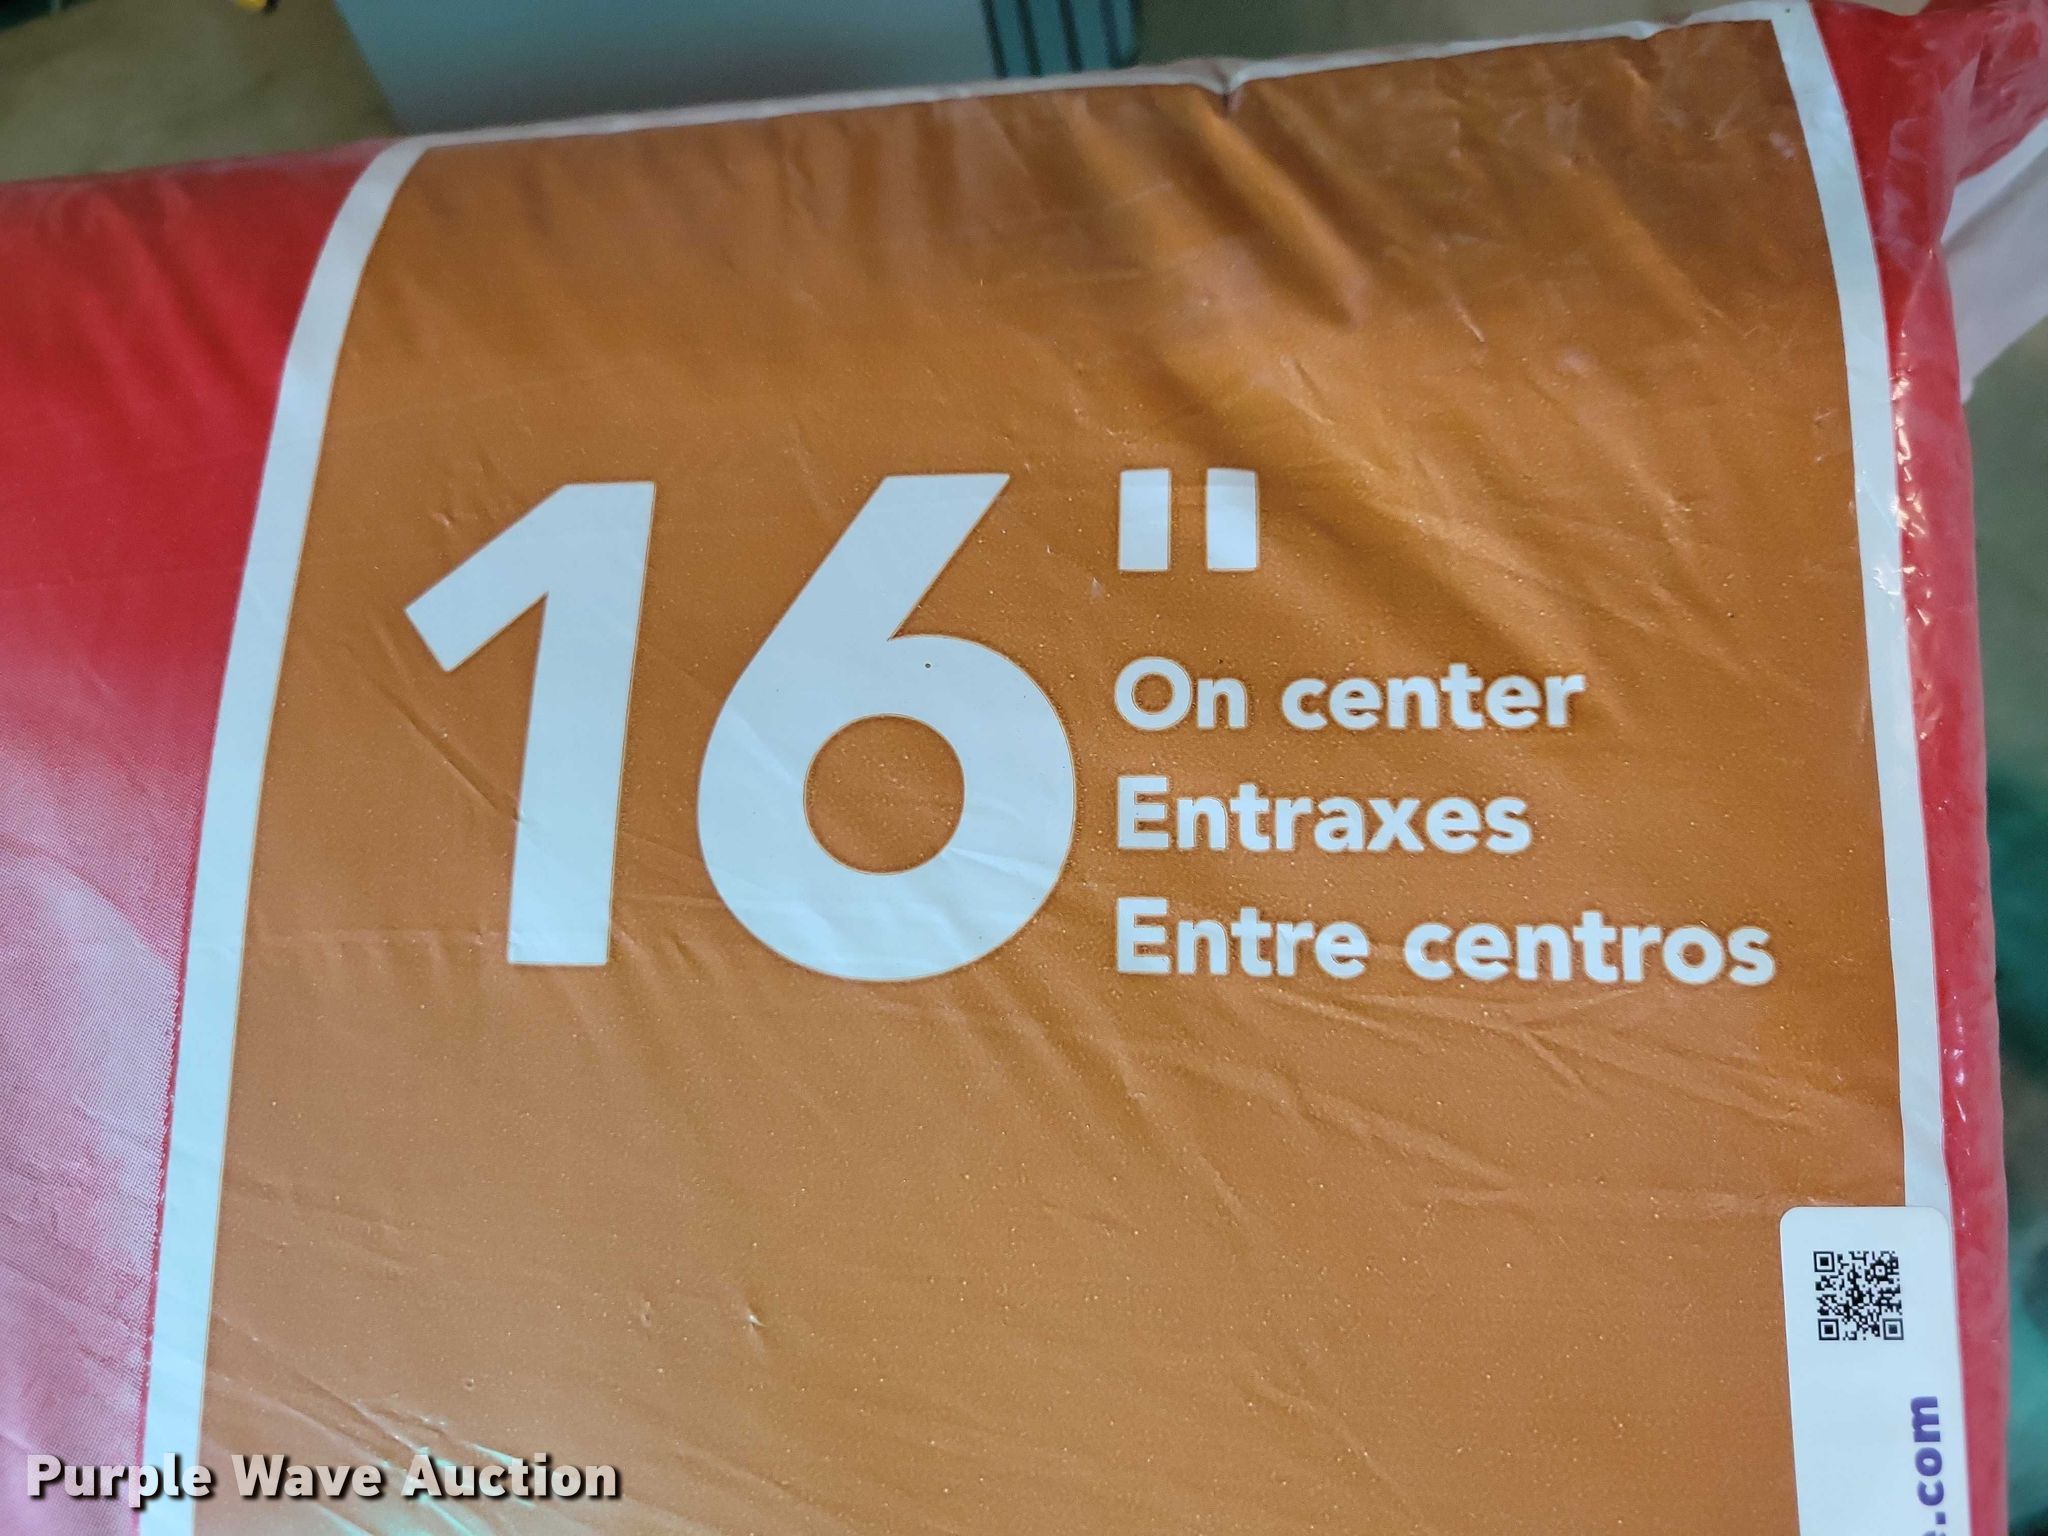 16"
On center
Entraxes
Entre centros
.com
Purple Wave Auction